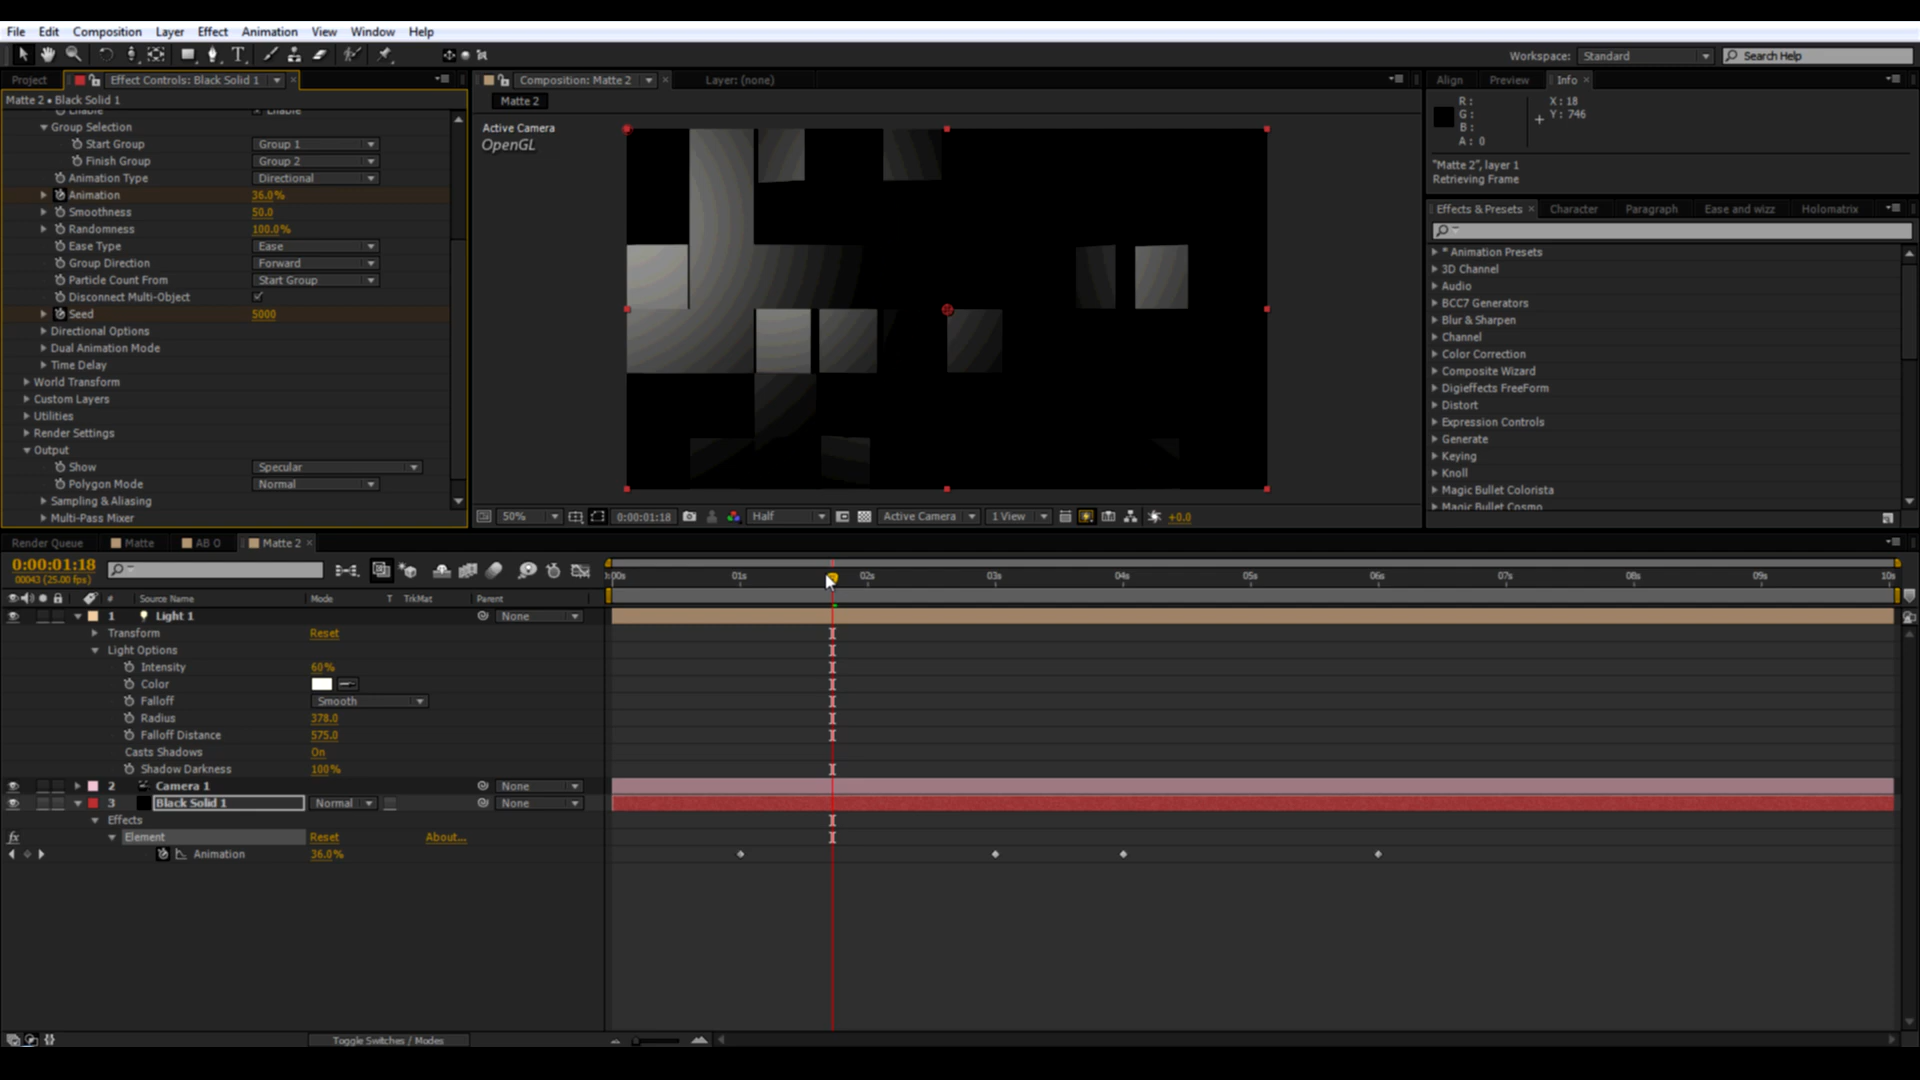 File Edit Composition Layer Effect Animation View Window Help
Workspace: Standard Search Help
Project Effect Controls: Black Solid 1 Composition: Matte 2 Layer: (none) Align Preview Info
Matte 2 • Black Solid 1
Matte 2
Enable Enable
Group Selection
Start Group Group 1
Finish Group Group 2
Animation Type Directional
Animation 36.0%
Smoothness 50.0
Randomness 100.0%
Ease Type Ease
Group Direction Forward
Particle Count From Start Group
Disconnect Multi-Object
Seed 5000
Directional Options
Dual Animation Mode
Time Delay
World Transform
Custom Layers
Utilities
Render Settings
Output
Show Specular
Polygon Mode Normal
Sampling & Aliasing
Multi-Pass Mixer
Active Camera
OpenGL
50% 0:00:01:18 Half Active Camera 1 View +0.0
R: X: 18
G: Y: 746
B:
A: 0
"Matte 2", layer 1
Retrieving Frame
Effects & Presets Character Paragraph Ease and wizz Holomatrix
* Animation Presets
3D Channel
Audio
BCC7 Generators
Blur & Sharpen
Channel
Color Correction
Composite Wizard
Digieffects FreeForm
Distort
Expression Controls
Generate
Keying
Knoll
Magic Bullet Colorista
Magic Bullet Cosmo
Render Queue Matte AB O Matte 2
0:00:01:18
00043 (25.00 fps)
:00s 01s 02s 03s 04s 05s 06s 07s 08s 09s 10s
# Source Name Mode T TrkMat Parent
1 Light 1 None
Transform Reset
Light Options
Intensity 60%
Color
Falloff Smooth
Radius 378.0
Falloff Distance 575.0
Casts Shadows On
Shadow Darkness 100%
2 Camera 1 None
3 Black Solid 1 Normal None
Effects
fx Element Reset About...
Animation 36.0%
Toggle Switches / Modes